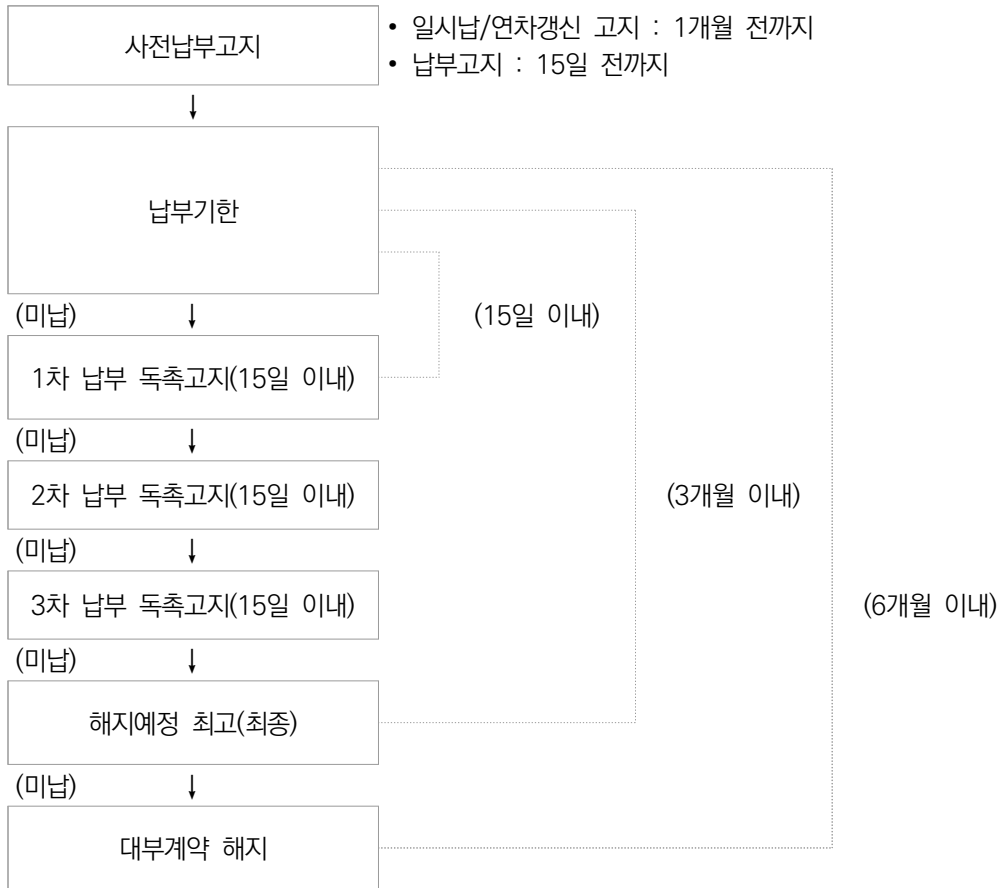 사전납부고지
• 일시납/연차갱신 고지 : 1개월 전까지
• 납부고지 : 15일 전까지
↓
납부기한
(미납) ↓
(15일 이내)
1차 납부 독촉고지(15일 이내)
(미납) ↓
2차 납부 독촉고지(15일 이내)
(3개월 이내)
(미납) ↓
3차 납부 독촉고지(15일 이내)
(6개월 이내)
(미납) ↓
해지예정 최고(최종)
(미납) ↓
대부계약 해지